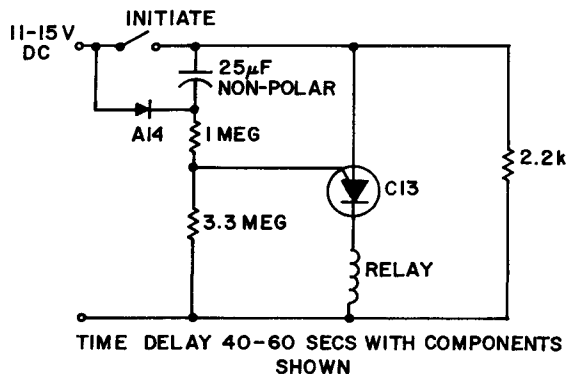 INITIATE
11-15V
DC
25μF
NON-POLAR
A14
1 MEG
2.2k
C13
3.3 MEG
RELAY
TIME DELAY 40-60 SECS WITH COMPONENTS
SHOWN